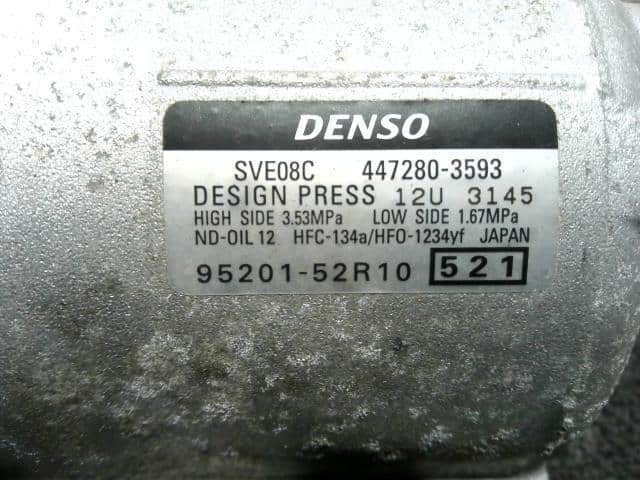 DENSO
SVE08C 447280-3593
DESIGN PRESS 12U 3145
HIGH SIDE 3.53MPa LOW SIDE 1.67MPa
ND-OIL 12 HFC-134a/HFO-1234yf JAPAN
95201-52R10 521